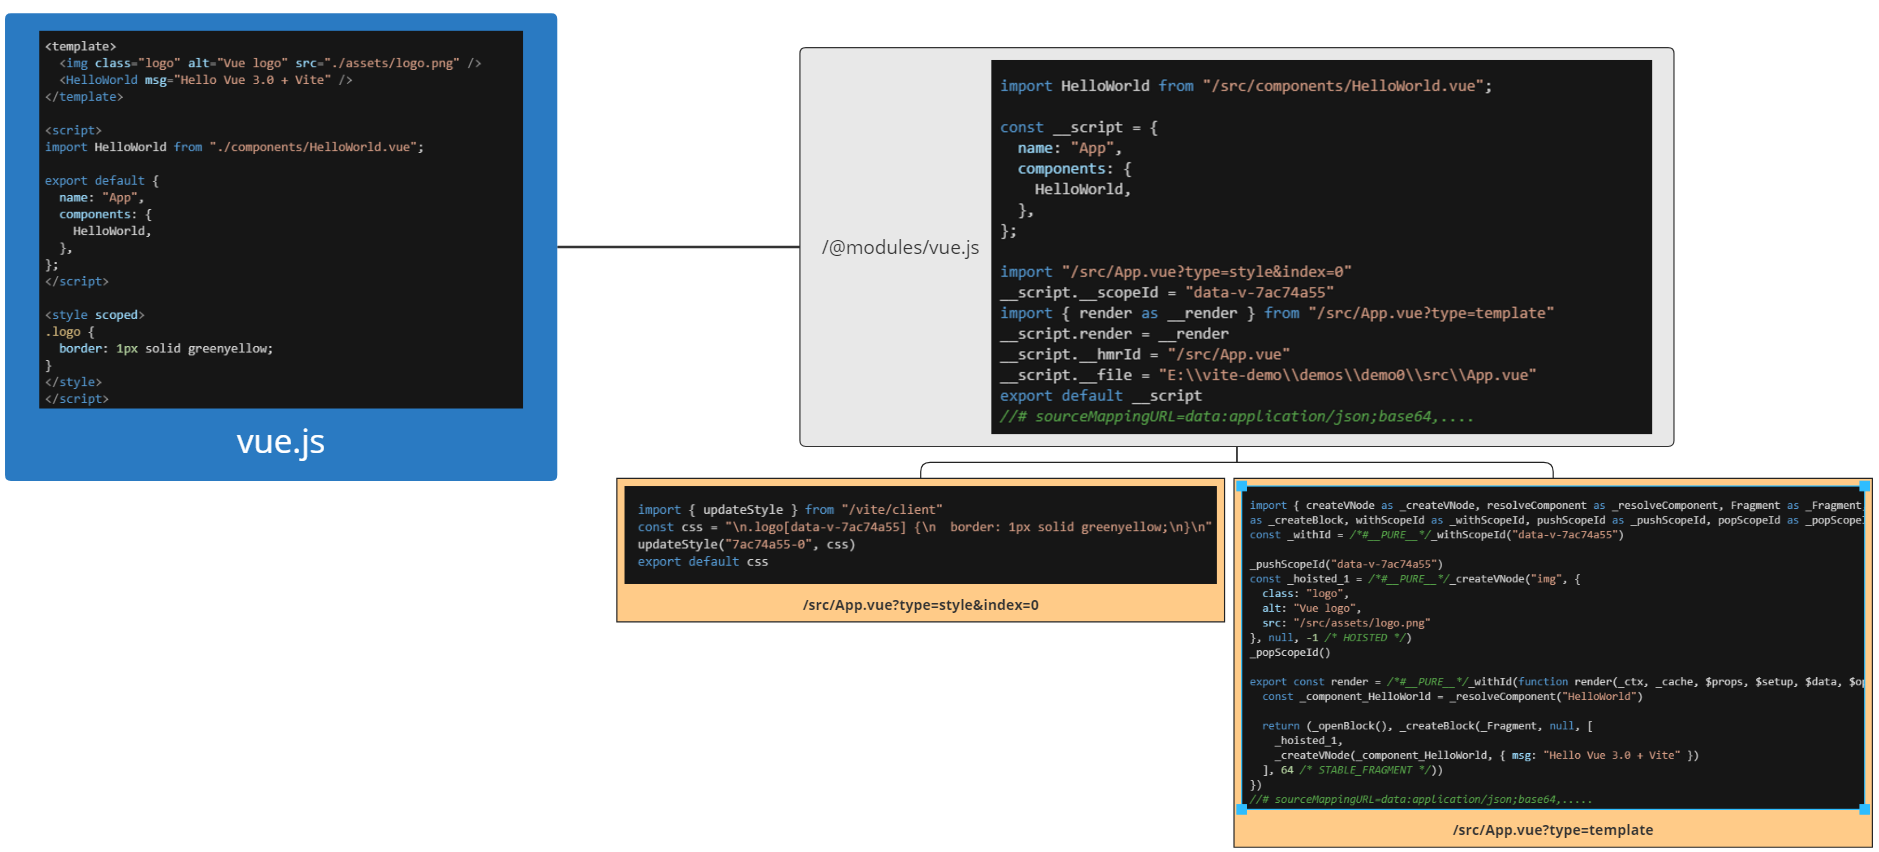 <template>
  <img class="logo" alt="Vue logo" src="./assets/logo.png" />
  <HelloWorld msg="Hello Vue 3.0 + Vite" />
</template>
<script>
import HelloWorld from "./components/HelloWorld.vue";
export default {
  name: "App",
  components: {
    HelloWorld,
  },
};
</script>
<style scoped>
.logo {
  border: 1px solid greenyellow;
}
</style>
</script>
vue.js
/@modules/vue.js
import HelloWorld from "/src/components/HelloWorld.vue";
const __script = {
  name: "App",
  components: {
    HelloWorld,
  },
};
import "/src/App.vue?type=style&index=0"
__script.__scopeId = "data-v-7ac74a55"
import { render as __render } from "/src/App.vue?type=template"
__script.render = __render
__script.__hmrId = "/src/App.vue"
__script.__file = "E:\\vite-demo\\demos\\demo0\\src\\App.vue"
export default __script
//# sourceMappingURL=data:application/json;base64,....
import { updateStyle } from "/vite/client"
const css = "\n.logo[data-v-7ac74a55] {\n  border: 1px solid greenyellow;\n}\n"
updateStyle("7ac74a55-0", css)
export default css
/src/App.vue?type=style&index=0
import { createVNode as _createVNode, resolveComponent as _resolveComponent, Fragment as _Fragment
as _createBlock, withScopeId as _withScopeId, pushScopeId as _pushScopeId, popScopeId as _popScopeI
const _withId = /*#__PURE__*/_withScopeId("data-v-7ac74a55")
_pushScopeId("data-v-7ac74a55")
const _hoisted_1 = /*#__PURE__*/_createVNode("img", {
  class: "logo",
  alt: "Vue logo",
  src: "/src/assets/logo.png"
}, null, -1 /* HOISTED */)
_popScopeId()
export const render = /*#__PURE__*/_withId(function render(_ctx, _cache, $props, $setup, $data, $op
  const _component_HelloWorld = _resolveComponent("HelloWorld")
  return (_openBlock(), _createBlock(_Fragment, null, [
    _hoisted_1,
    _createVNode(_component_HelloWorld, { msg: "Hello Vue 3.0 + Vite" })
  ], 64 /* STABLE_FRAGMENT */))
})
//# sourceMappingURL=data:application/json;base64,.....
/src/App.vue?type=template